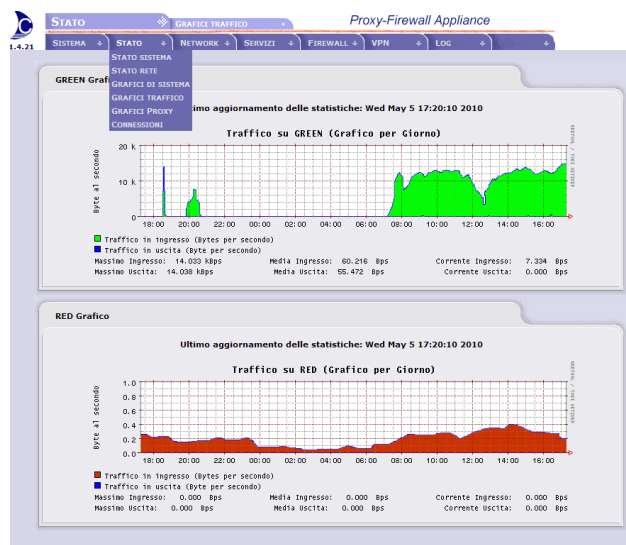 STATO GRAFICI TRAFFICO Proxy-Firewall Appliance
1.4.21
SISTEMA STATO NETWORK SERVIZI FIREWALL VPN LOG
STATO SISTEMA
STATO RETE
GRAFICI DI SISTEMA
GRAFICI TRAFFICO
GRAFICI PROXY
CONNESSIONI
GREEN Graf
timo aggiornamento delle statistiche: Wed May 5 17:20:10 2010
Traffico su GREEN (Grafico per Giorno)
Byte al secondo
20 k
10 k
0
18:00 20:00 22:00 00:00 02:00 04:00 06:00 08:00 10:00 12:00 14:00 16:00
RRDTOOL / TOBI OETIKER
Traffico in ingresso (Bytes per secondo)
Traffico in uscita (Byte per secondo)
Massimo Ingresso: 14.033 kBps Media Ingresso: 60.216 Bps Corrente Ingresso: 7.334 Bps
Massimo Uscita: 14.038 kBps Media Uscita: 55.472 Bps Corrente Uscita: 0.000 Bps
RED Grafico
Ultimo aggiornamento delle statistiche: Wed May 5 17:20:10 2010
Traffico su RED (Grafico per Giorno)
Byte al secondo
1.0
0.8
0.6
0.4
0.2
0.0
18:00 20:00 22:00 00:00 02:00 04:00 06:00 08:00 10:00 12:00 14:00 16:00
RRDTOOL / TOBI OETIKER
Traffico in ingresso (Bytes per secondo)
Traffico in uscita (Byte per secondo)
Massimo Ingresso: 0.000 Bps Media Ingresso: 0.000 Bps Corrente Ingresso: 0.000 Bps
Massimo Uscita: 0.000 Bps Media Uscita: 0.000 Bps Corrente Uscita: 0.000 Bps